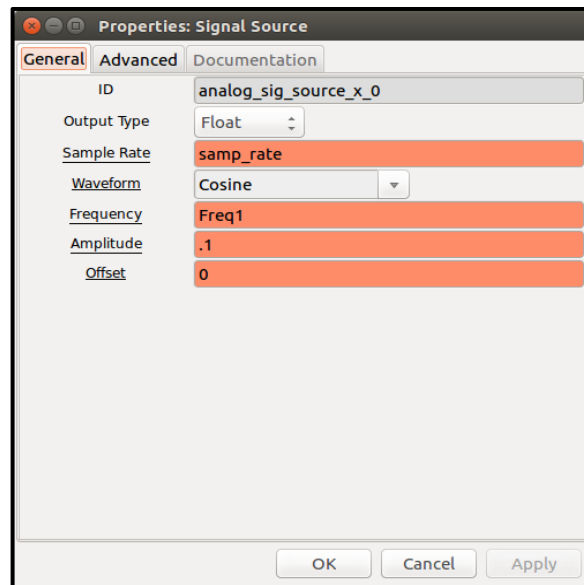 Properties: Signal Source
General Advanced Documentation
ID analog_sig_source_x_0
Output Type Float
Sample Rate samp_rate
Waveform Cosine
Frequency Freq1
Amplitude .1
Offset 0
OK Cancel Apply